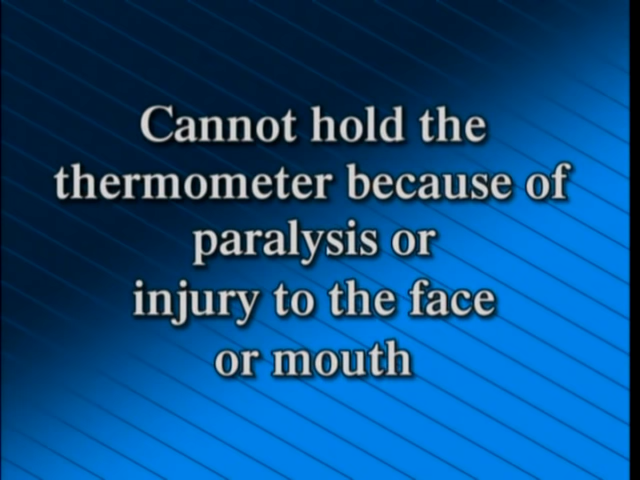 Cannot hold the
thermometer because of
paralysis or
injury to the face
or mouth